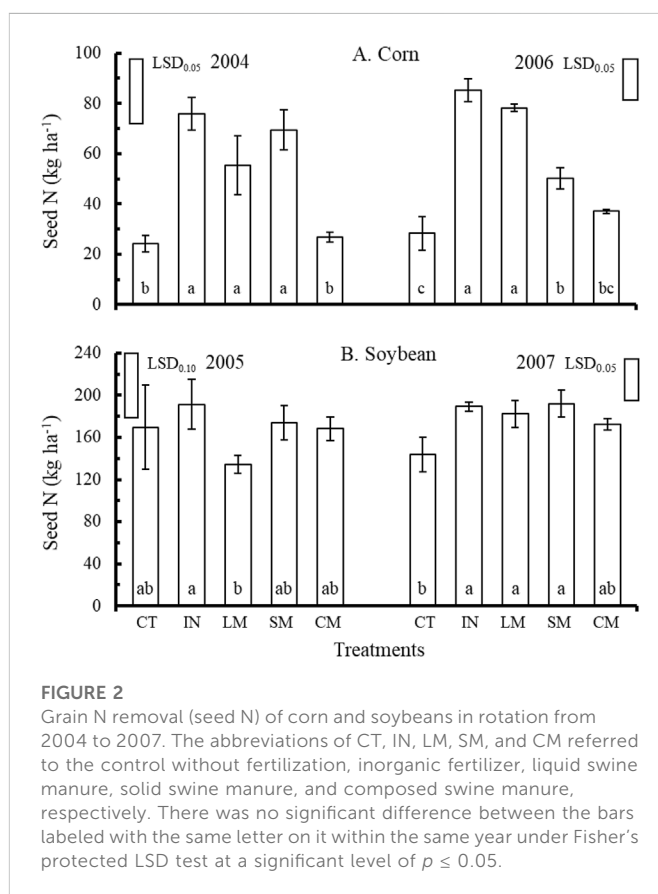 A. Corn
LSD0.05 2004
2006 LSD0.05
Seed N (kg ha-1)
100
80
60
40
20
0
b a a a b c a a b bc
B. Soybean
LSD0.10 2005
2007 LSD0.05
Seed N (kg ha-1)
240
200
160
120
80
40
0
ab a b ab ab b a a a ab
CT IN LM SM CM CT IN LM SM CM
Treatments
FIGURE 2
Grain N removal (seed N) of corn and soybeans in rotation from
2004 to 2007. The abbreviations of CT, IN, LM, SM, and CM referred
to the control without fertilization, inorganic fertilizer, liquid swine
manure, solid swine manure, and composed swine manure,
respectively. There was no significant difference between the bars
labeled with the same letter on it within the same year under Fisher’s
protected LSD test at a significant level of p ≤ 0.05.